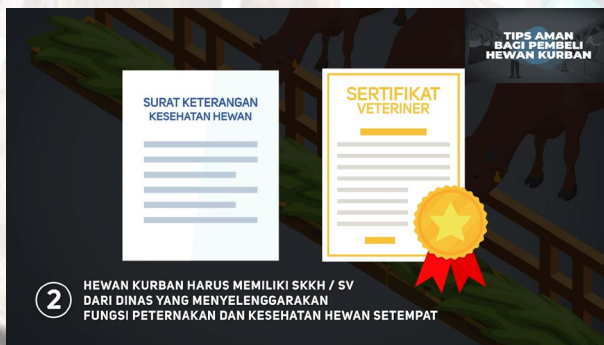 TIPS AMAN
BAGI PEMBELI
HEWAN KURBAN
SURAT KETERANGAN
KESEHATAN HEWAN
SERTIFIKAT
VETERINER
2
HEWAN KURBAN HARUS MEMILIKI SKKH / SV
DARI DINAS YANG MENYELENGGARAKAN
FUNGSI PETERNAKAN DAN KESEHATAN HEWAN SETEMPAT